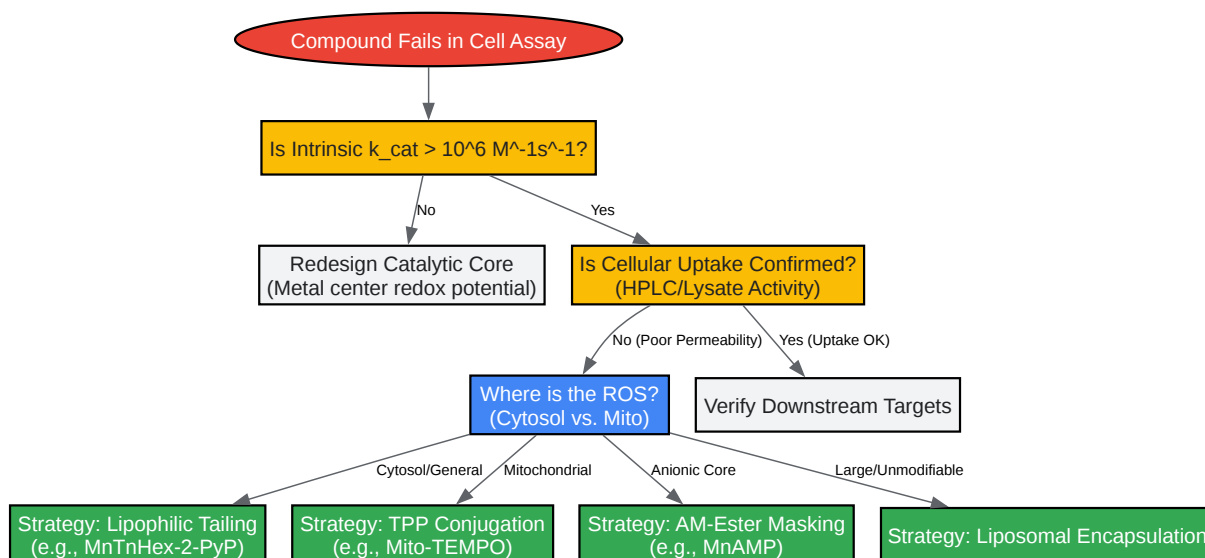 Compound Fails in Cell Assay
Is Intrinsic k_cat > 10^6 M^-1s^-1?
No
Yes
Redesign Catalytic Core
(Metal center redox potential)
Is Cellular Uptake Confirmed?
(HPLC/Lysate Activity)
No (Poor Permeability)
Yes (Uptake OK)
Where is the ROS?
(Cytosol vs. Mito)
Verify Downstream Targets
Cytosol/General
Mitochondrial
Anionic Core
Large/Unmodifiable
Strategy: Lipophilic Tailing
(e.g., MnTnHex-2-PyP)
Strategy: TPP Conjugation
(e.g., Mito-TEMPO)
Strategy: AM-Ester Masking
(e.g., MnAMP)
Strategy: Liposomal Encapsulation